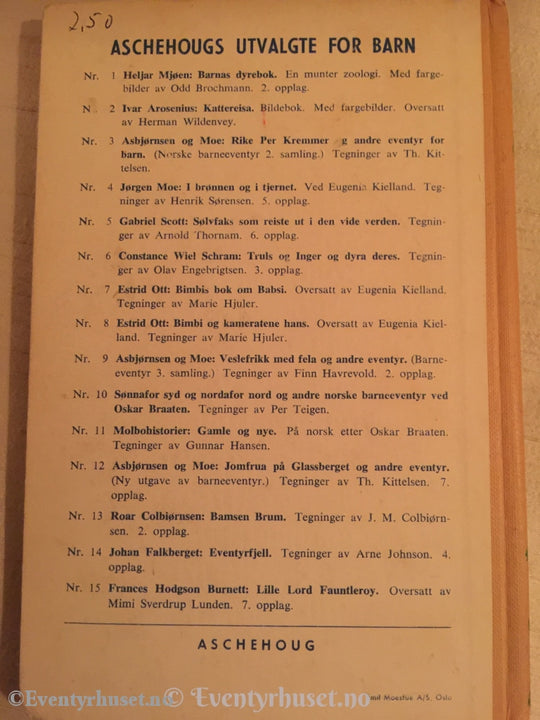 2,50
ASCHEHOUGS UTVALGTE FOR BARN
Nr. 1 Heljar Mjøen: Barnas dyrebok. En munter zoologi. Med farge-
bilder av Odd Brochmann. 2. opplag.
N . 2 Ivar Arosenius: Kattereisa. Bildebok. Med fargebilder. Oversatt
av Herman Wildenvey.
Nr. 3 Asbjørnsen og Moe: Rike Per Kremmer g andre eventyr for
barn. (Norske barneeventyr 2. samling.) Tegninger av Th. Kit-
telsen.
Nr. 4 Jørgen Moe: I brønnen og i tjernet. Ved Eugenia Kielland. Teg-
ninger av Henrik Sørensen. 5. opplag.
Nr. 5 Gabriel Scott: Sølvfaks som reiste ut i den vide verden. Tegnin-
ger av Arnold Thornam. 6. opplag.
Nr. 6 Constance Wiel Schram: Truls og Inger og dyra deres. Tegnin-
ger av Olav Engebrigtsen. 3. opplag.
Nr. 7 Estrid Ott: Bimbis bok om Babsi. Oversatt av Eugenia Kielland.
Tegninger av Marie Hjuler.
Nr. 8 Estrid Ott: Bimbi og kameratene hans. Oversatt av Eugenia Kiel-
land. Tegninger av Marie Hjuler.
Nr. 9 Asbjørnsen og Moe: Veslefrikk med fela og andre eventyr. (Barne-
eventyr 3. samling.) Tegninger av Finn Havrevold. 2. opplag.
Nr. 10 Sønnafor syd og nordafor nord og andre norske barneeventyr ved
Oskar Braaten. Tegninger av Per Teigen.
Nr. 11 Molbohistorier: Gamle og nye. På norsk etter Oskar Braaten.
Tegninger av Gunnar Hansen.
Nr. 12 Asbjørnsen og Moe: Jomfrua på Glassberget og andre eventyr.
(Ny utgave av barneeventyr.) Tegninger av Th. Kittelsen. 7.
opplag.
Nr. 13 Roar Colbiørnsen: Bamsen Brum. Tegninger av J. M. Colbiørn-
sen. 2. opplag.
Nr. 14 Johan Falkberget: Eventyrfjell. Tegninger av Arne Johnson. 4.
opplag.
Nr. 15 Frances Hodgson Burnett: Lille Lord Fauntleroy. Oversatt av
Mimi Sverdrup Lunden. 7. opplag.
ASCHEHOUG
mil Moestue A/S, Oslo
©Eventyrhuset.n © Eventyrhuset.no